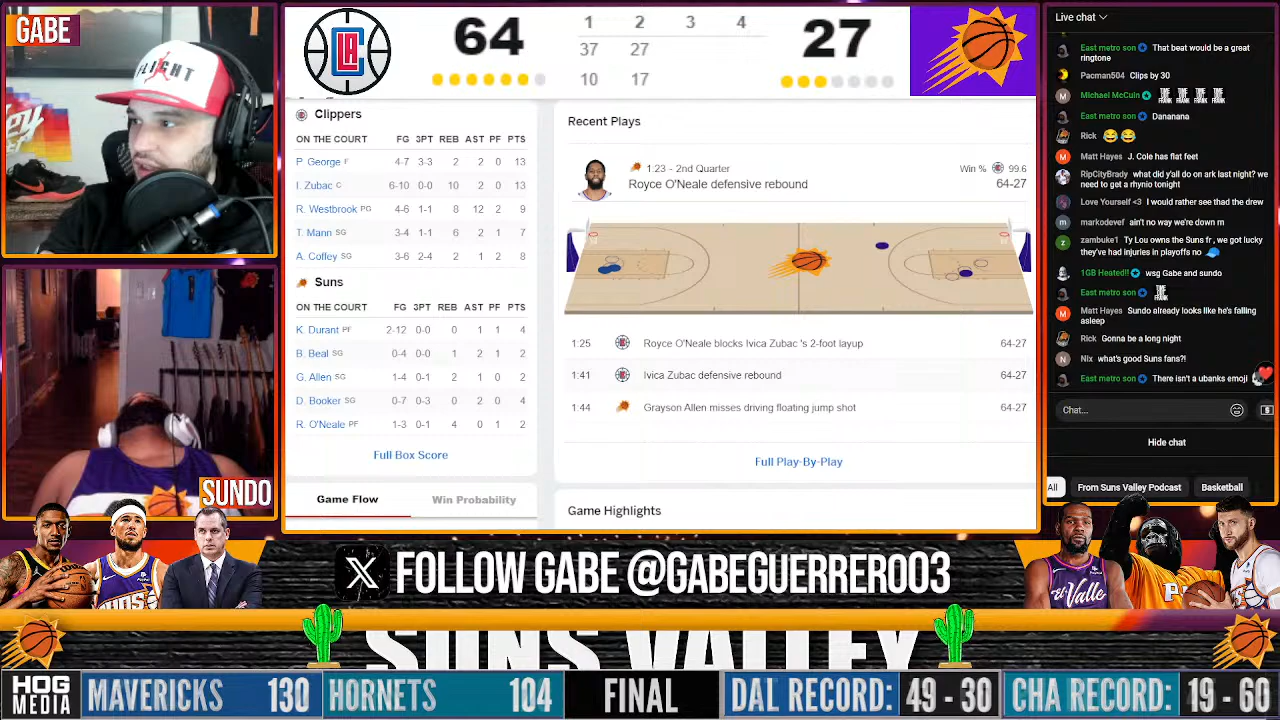 GABE
FLIGHT
SUNDO
LA
64
27
1 2 3 4
37 27
10 17
Clippers
ON THE COURT FG 3PT REB AST PF PTS
P. George F 4-7 3-3 2 2 0 13
I. Zubac C 6-10 0-0 10 2 0 13
R. Westbrook PG 4-6 1-1 8 12 2 9
T. Mann SG 3-4 1-1 6 2 1 7
A. Coffey SG 3-6 2-4 2 1 2 8
Suns
ON THE COURT FG 3PT REB AST PF PTS
K. Durant PF 2-12 0-0 0 1 1 4
B. Beal SG 0-4 0-0 1 2 1 2
G. Allen SG 1-4 0-1 2 1 0 2
D. Booker SG 0-7 0-3 0 2 0 4
R. O'Neale PF 1-3 0-1 4 0 1 2
Full Box Score
Game Flow Win Probability
Recent Plays
1:23 - 2nd Quarter Win % 99.6
Royce O'Neale defensive rebound 64-27
1:25 Royce O'Neale blocks Ivica Zubac 's 2-foot layup 64-27
1:41 Ivica Zubac defensive rebound 64-27
1:44 Grayson Allen misses driving floating jump shot 64-27
Full Play-By-Play
Game Highlights
Live chat
East metro son That beat would be a great
ringtone
Pacman504 Clips by 30
Michael McCuin
East metro son Dananana
Rick
Matt Hayes J. Cole has flat feet
RipCityBrady what did y'all do on ark last night? we
need to get a rhynio tonight
Love Yourself <3 I would rather see thad the drew
markodevef ain't no way we're down rn
zambuke1 Ty Lou owns the Suns fr , we got lucky
they've had injuries in playoffs no
1GB Heated!! wsg Gabe and sundo
East metro son
Matt Hayes Sundo already looks like he's falling
asleep
Rick Gonna be a long night
Nix what's good Suns fans?!
East metro son There isn't a ubanks emoji
Chat...
Hide chat
All From Suns Valley Podcast Basketball
X FOLLOW GABE @GABEGUERRERO03
SUNS VALLEY
HOG
MEDIA
MAVERICKS 130 HORNETS 104 FINAL DAL RECORD: 49 - 30 CHA RECORD: 19 - 60